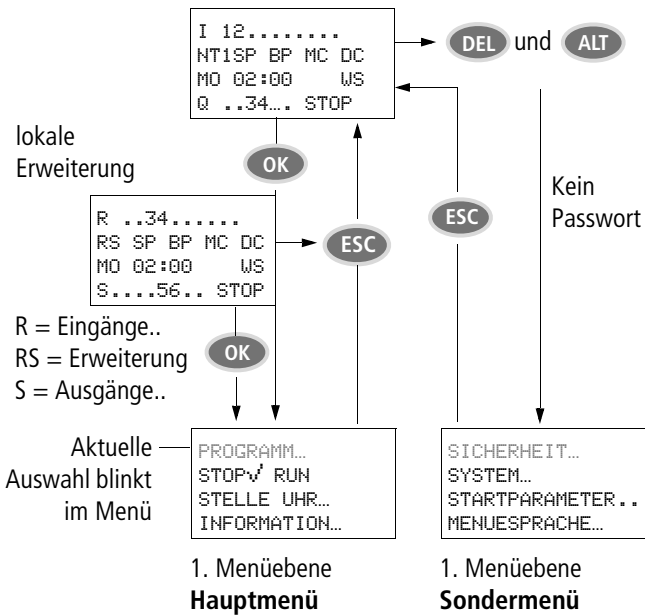 I 12........
NT1SP BP MC DC
MO 02:00 WS
Q ..34... STOP
DEL und ALT
lokale
Erweiterung
OK
Kein
Passwort
ESC
R ..34......
RS SP BP MC DC
MO 02:00 WS
S....56.. STOP
ESC
R = Eingänge..
RS = Erweiterung
S = Ausgänge..
OK
Aktuelle
Auswahl blinkt
im Menü
PROGRAMM…
STOP√ RUN
STELLE UHR…
INFORMATION…
SICHERHEIT…
SYSTEM…
STARTPARAMETER..
MENUESPRACHE…
1. Menüebene
Hauptmenü
1. Menüebene
Sondermenü